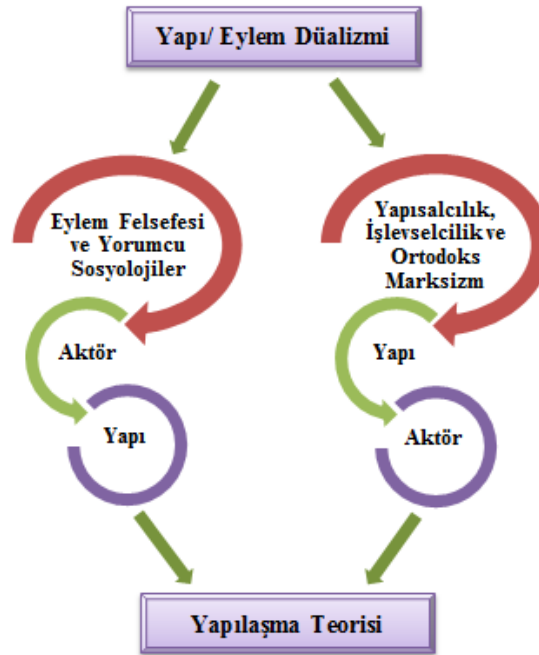 Yapı/ Eylem Düalizmi
Eylem Felsefesi
ve Yorumcu
Sosyolojiler
Aktör
Yapı
Yapısalcılık,
İşlevselcilik ve
Ortodoks
Marksizm
Yapı
Aktör
Yapılaşma Teorisi